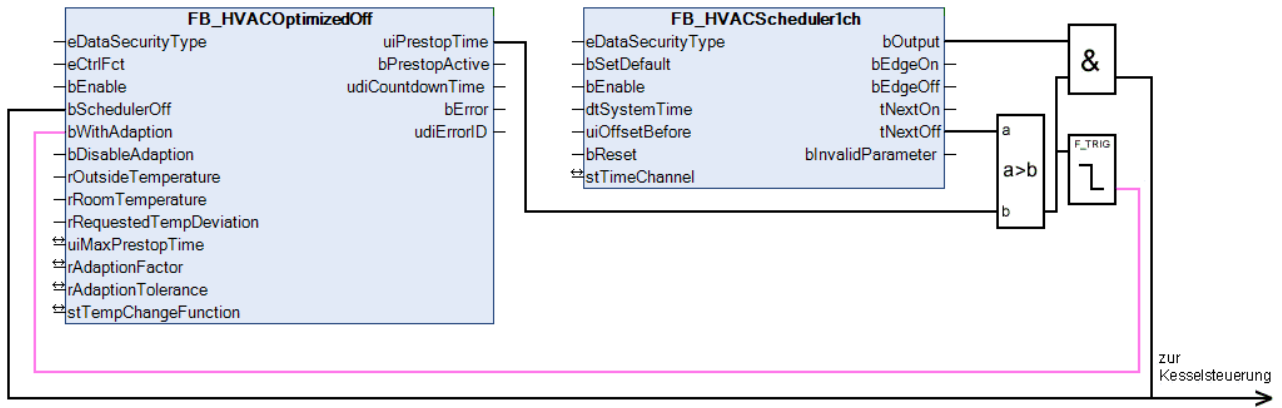 FB_HVACOptimizedOff
eDataSecurityType
eCtrlFct
bEnable
bSchedulerOff
bWithAdaption
bDisableAdaption
rOutsideTemperature
rRoomTemperature
rRequestedTempDeviation
uiMaxPrestopTime
rAdaptionFactor
rAdaptionTolerance
stTempChangeFunction
uiPrestopTime
bPrestopActive
udiCountdownTime
bError
udiErrorID
FB_HVACScheduler1ch
eDataSecurityType
bSetDefault
bEnable
dtSystemTime
uiOffsetBefore
bReset
stTimeChannel
bOutput
bEdgeOn
bEdgeOff
tNextOn
tNextOff
bInvalidParameter
a
a>b
b
&
F_TRIG
zur
Kesselsteuerung